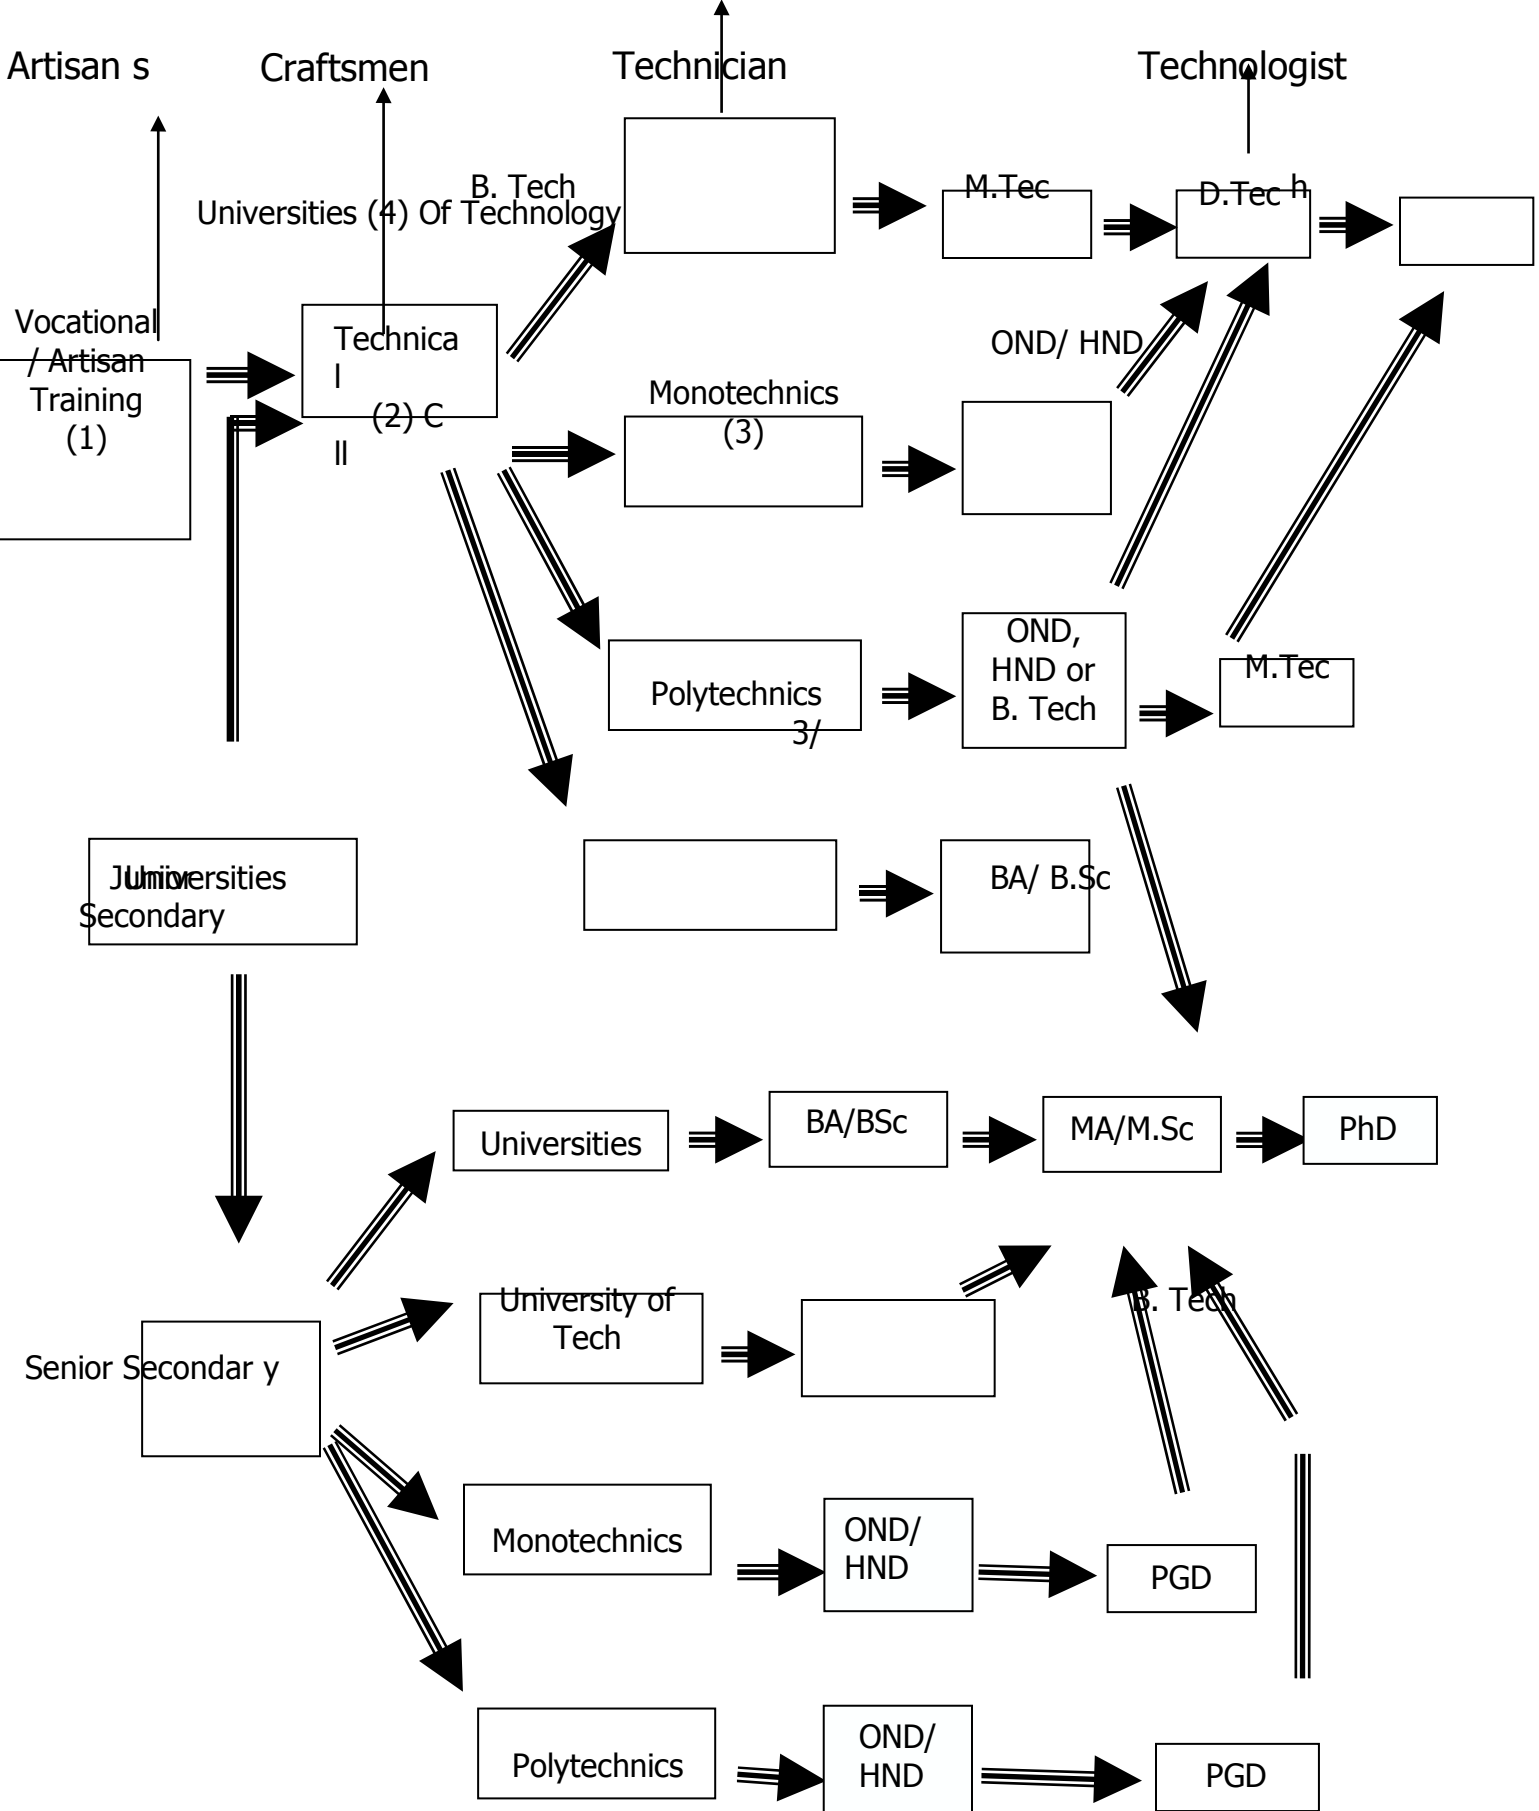 Artisan s
Craftsmen
Technician
Technologist
B. Tech
Universities (4) Of Technology
M.Tec
D.Tec h
Vocational
/ Artisan
Training
(1)
Technica
l
(2) C
ll
OND/ HND
Monotechnics
(3)
OND,
HND or
B. Tech
M.Tec
Polytechnics
3/
Junior
Secondary
Universities
BA/ B.Sc
Universities
BA/BSc
MA/M.Sc
PhD
University of
Tech
B. Tech
Senior Secondar y
Monotechnics
OND/
HND
PGD
Polytechnics
OND/
HND
PGD